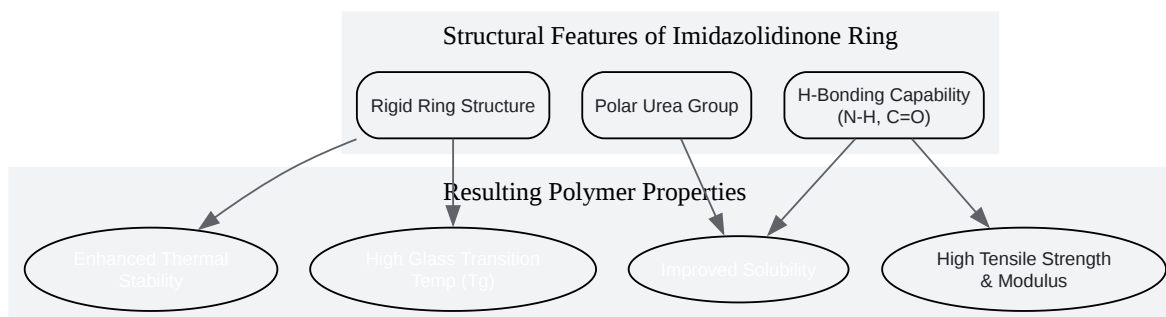 Structural Features of Imidazolidinone Ring
Rigid Ring Structure
Polar Urea Group
H-Bonding Capability
(N-H, C=O)
Resulting Polymer Properties
Enhanced Thermal
Stability
High Glass Transition
Temp (Tg)
Improved Solubility
High Tensile Strength
& Modulus